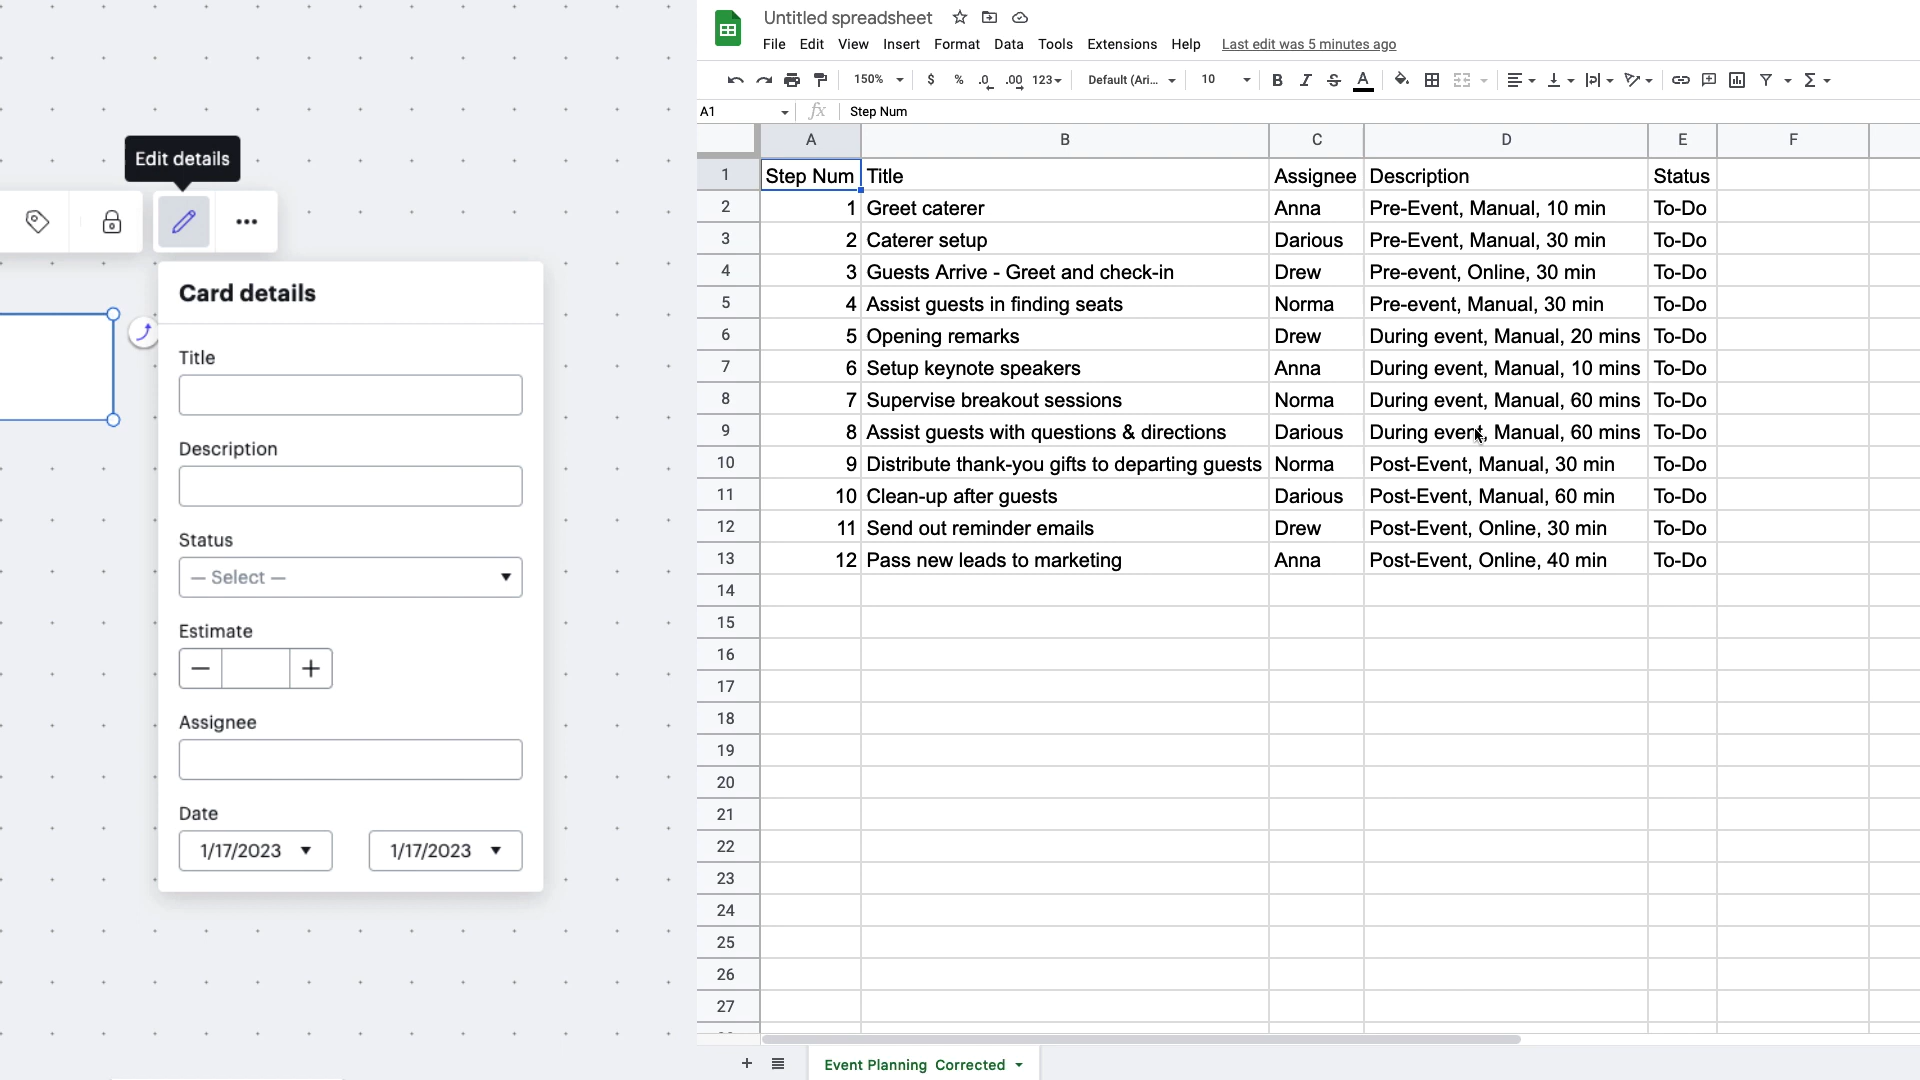 Edit details
Card details
Title
Description
Status
— Select —
Estimate
Assignee
Date
1/17/2023 1/17/2023
Untitled spreadsheet
File Edit View Insert Format Data Tools Extensions Help Last edit was 5 minutes ago
150% $ % .0 .00 123 Default (Ari... 10 B I S A
A1 fx Step Num
A B C D E F
1 Step Num Title Assignee Description Status
2 1 Greet caterer Anna Pre-Event, Manual, 10 min To-Do
3 2 Caterer setup Darious Pre-Event, Manual, 30 min To-Do
4 3 Guests Arrive - Greet and check-in Drew Pre-event, Online, 30 min To-Do
5 4 Assist guests in finding seats Norma Pre-event, Manual, 30 min To-Do
6 5 Opening remarks Drew During event, Manual, 20 mins To-Do
7 6 Setup keynote speakers Anna During event, Manual, 10 mins To-Do
8 7 Supervise breakout sessions Norma During event, Manual, 60 mins To-Do
9 8 Assist guests with questions & directions Darious During event, Manual, 60 mins To-Do
10 9 Distribute thank-you gifts to departing guests Norma Post-Event, Manual, 30 min To-Do
11 10 Clean-up after guests Darious Post-Event, Manual, 60 min To-Do
12 11 Send out reminder emails Drew Post-Event, Online, 30 min To-Do
13 12 Pass new leads to marketing Anna Post-Event, Online, 40 min To-Do
14
15
16
17
18
19
20
21
22
23
24
25
26
27
Event Planning Corrected